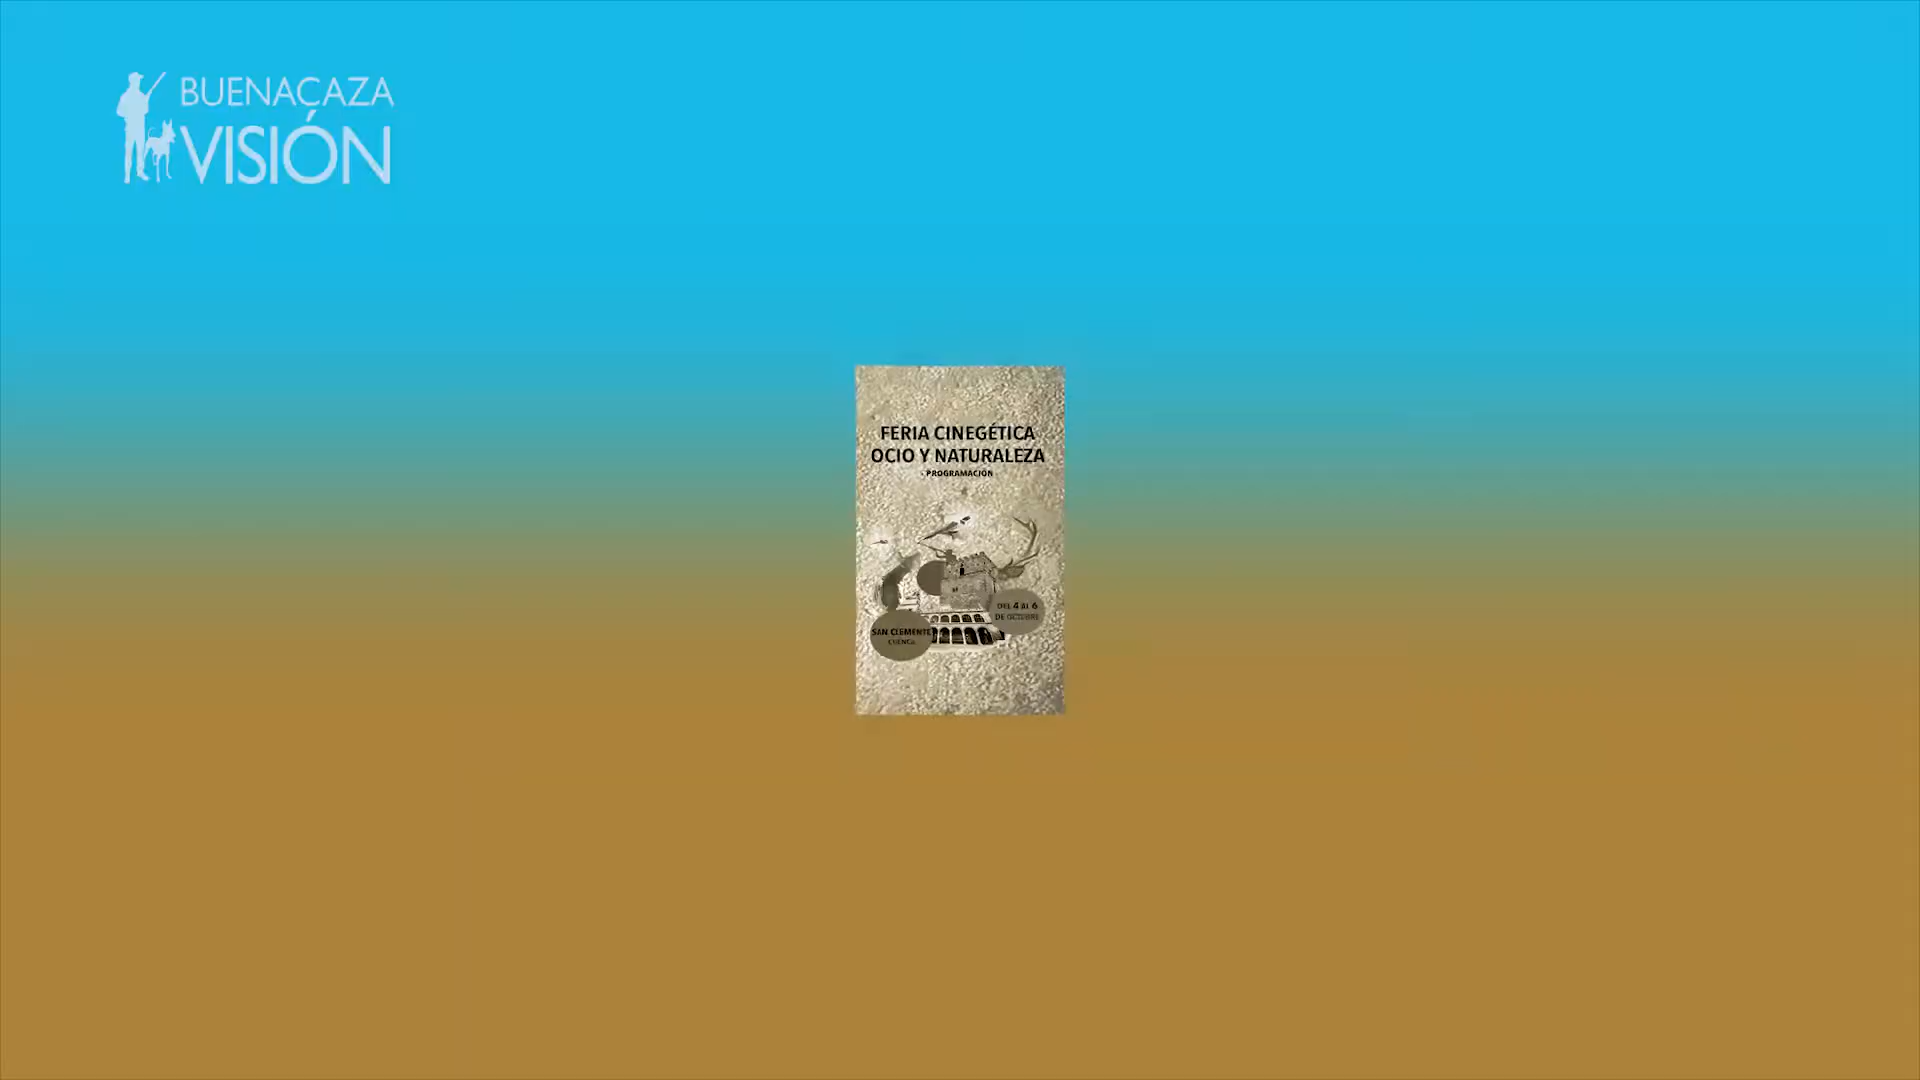 BUENACAZA
VISIÓN
FERIA CINEGÉTICA
OCIO Y NATURALEZA
- PROGRAMACIÓN
DEL 4 AL 6
DE OCTUBRE
SAN CLEMENTE
CUENCA